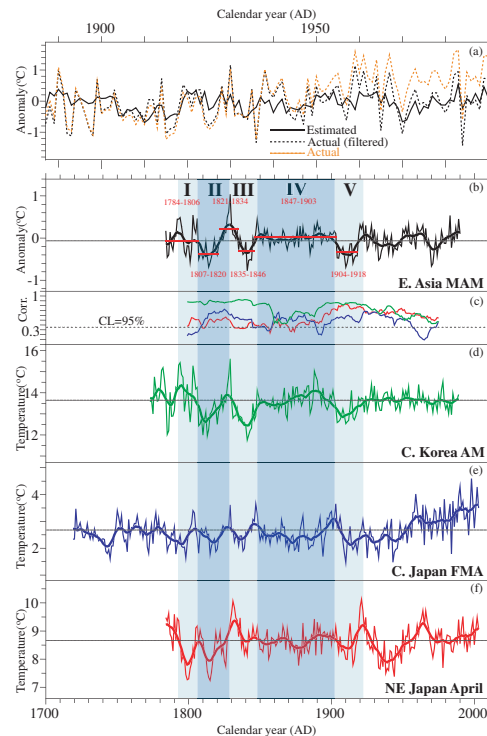 Calendar year (AD)
1900 1950
(a)
Anomaly(°C)
1
0
-1
Estimated
Actual (filtered)
Actual
I II III IV V
(b)
1784-1806 1821-1834 1847-1903
Anomaly(°C)
1
0
-1
1807-1820 1835-1846 1904-1918
E. Asia MAM
(c)
Corr.
1
0.3
CL=95%
(d)
Temperature(°C)
16
14
12
C. Korea AM
(e)
Temperature(°C)
4
2
C. Japan FMA
(f)
Temperature(°C)
10
9
8
7
NE Japan April
1700 1800 1900 2000
Calendar year (AD)